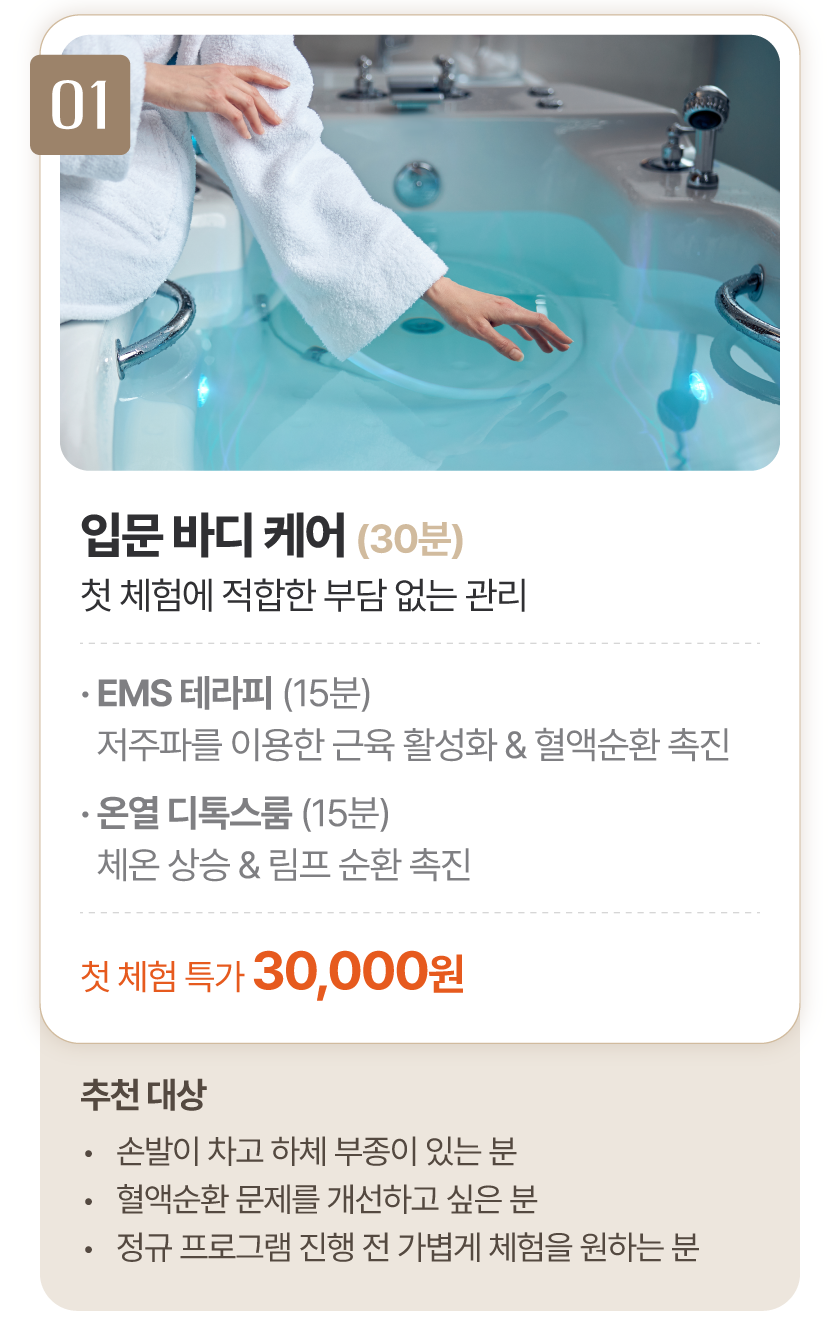 01
입문 바디 케어 (30분)
첫 체험에 적합한 부담 없는 관리
· EMS 테라피 (15분)
저주파를 이용한 근육 활성화 & 혈액순환 촉진
· 온열 디톡스룸 (15분)
체온 상승 & 림프 순환 촉진
첫 체험 특가 30,000원
추천 대상
• 손발이 차고 하체 부종이 있는 분
• 혈액순환 문제를 개선하고 싶은 분
• 정규 프로그램 진행 전 가볍게 체험을 원하는 분